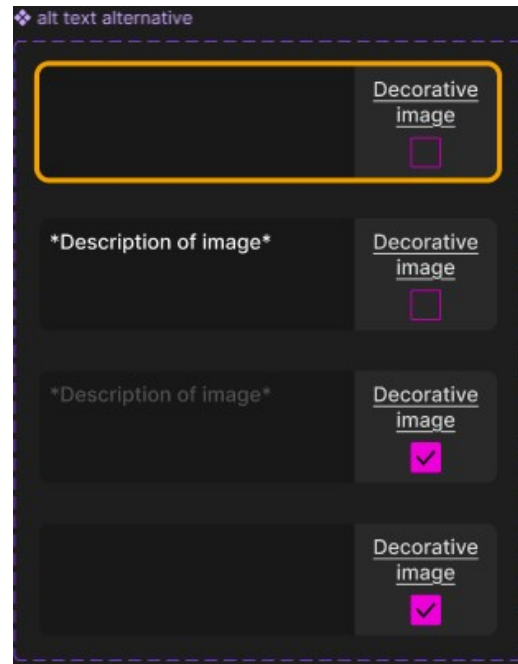 alt text alternative
Decorative
image
*Description of image*
Decorative
image
*Description of image*
Decorative
image
Decorative
image